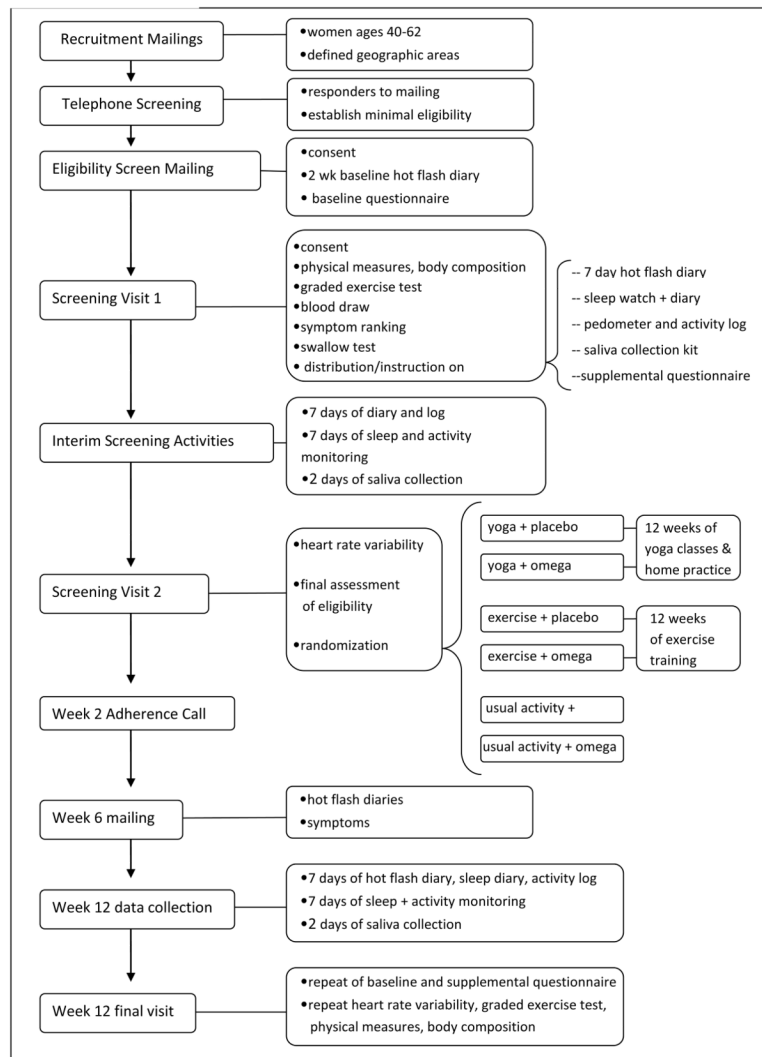 Recruitment Mailings
•women ages 40-62
•defined geographic areas
Telephone Screening
•responders to mailing
•establish minimal eligibility
Eligibility Screen Mailing
•consent
•2 wk baseline hot flash diary
• baseline questionnaire
Screening Visit 1
•consent
•physical measures, body composition
•graded exercise test
•blood draw
•symptom ranking
•swallow test
• distribution/instruction on
-- 7 day hot flash diary
-- sleep watch + diary
-- pedometer and activity log
-- saliva collection kit
--supplemental questionnaire
Interim Screening Activities
•7 days of diary and log
•7 days of sleep and activity
monitoring
•2 days of saliva collection
Screening Visit 2
•heart rate variability
•final assessment
of eligibility
•randomization
yoga + placebo
yoga + omega
12 weeks of
yoga classes &
home practice
exercise + placebo
exercise + omega
12 weeks
of exercise
training
usual activity +
usual activity + omega
Week 2 Adherence Call
Week 6 mailing
•hot flash diaries
•symptoms
Week 12 data collection
•7 days of hot flash diary, sleep diary, activity log
•7 days of sleep + activity monitoring
•2 days of saliva collection
Week 12 final visit
•repeat of baseline and supplemental questionnaire
•repeat heart rate variability, graded exercise test,
physical measures, body composition